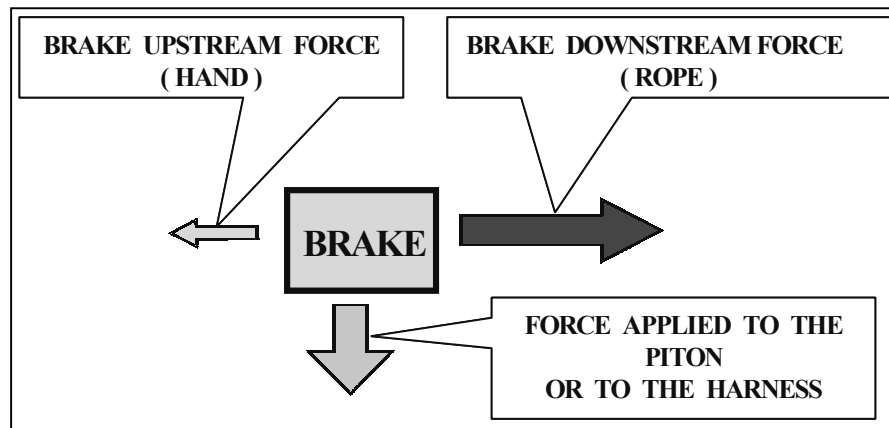 BRAKE UPSTREAM FORCE
( HAND )
BRAKE DOWNSTREAM FORCE
( ROPE )
BRAKE
FORCE APPLIED TO THE
PITON
OR TO THE HARNESS